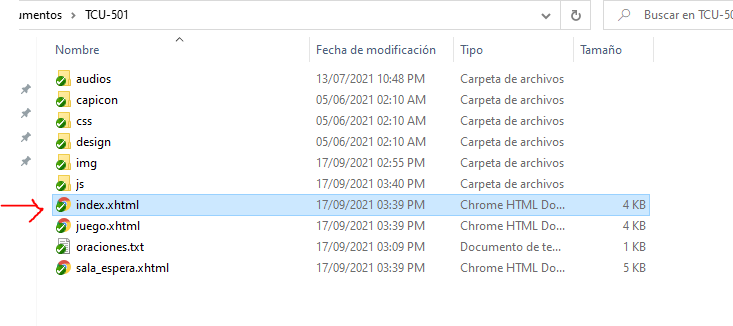 umentos > TCU-501 Buscar en TCU-50
Nombre Fecha de modificación Tipo Tamaño
audios 13/07/2021 10:48 PM Carpeta de archivos
capicon 05/06/2021 02:10 AM Carpeta de archivos
css 05/06/2021 02:10 AM Carpeta de archivos
design 05/06/2021 02:10 AM Carpeta de archivos
img 17/09/2021 02:55 PM Carpeta de archivos
js 17/09/2021 03:40 PM Carpeta de archivos
index.xhtml 17/09/2021 03:39 PM Chrome HTML Do... 4 KB
juego.xhtml 17/09/2021 03:39 PM Chrome HTML Do... 4 KB
oraciones.txt 17/09/2021 03:09 PM Documento de te... 1 KB
sala_espera.xhtml 17/09/2021 03:39 PM Chrome HTML Do... 5 KB